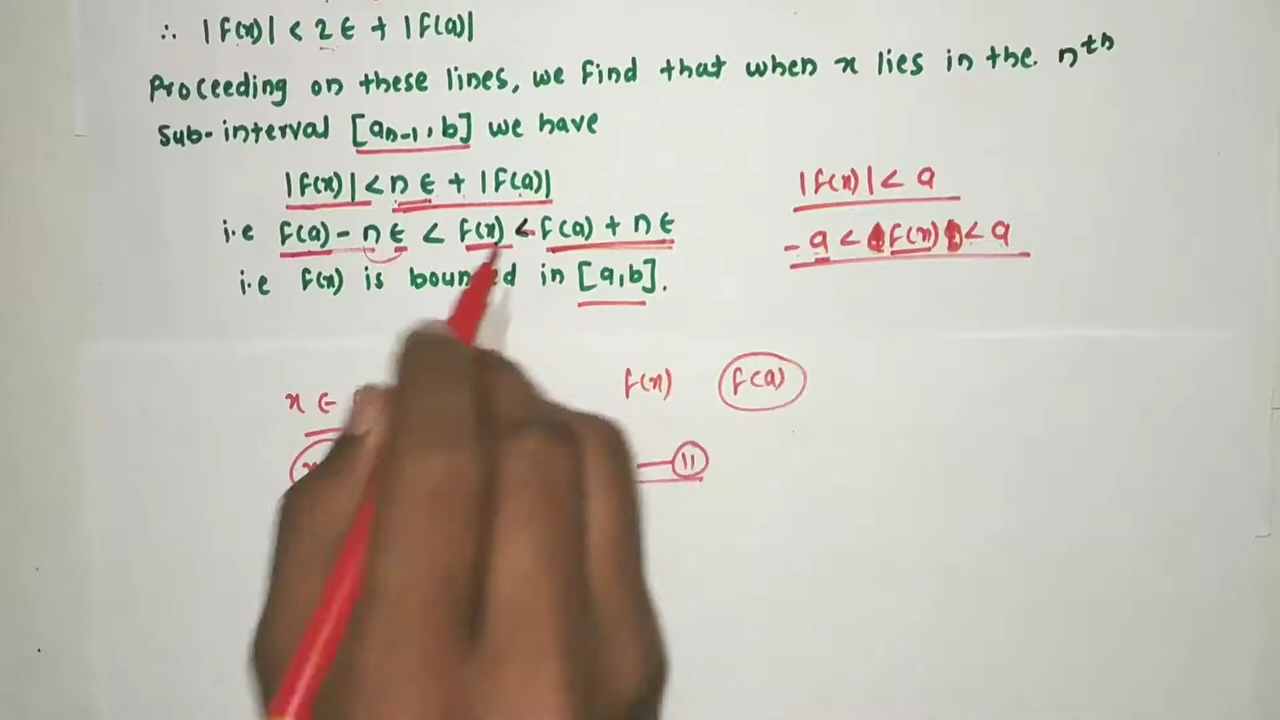 ∴ |f(x)| < 2ϵ + |f(a)|
Proceeding on these lines, we find that when x lies in the nth
Sub-interval [an-1, b] we have
|f(x)| < nϵ + |f(a)|
i.e f(a) - nϵ < f(x) < f(a) + nϵ
i.e f(x) is bounded in [a,b].
|f(x)| < a
-a < f(x) < a
x ∈
f(x) f(a)
11